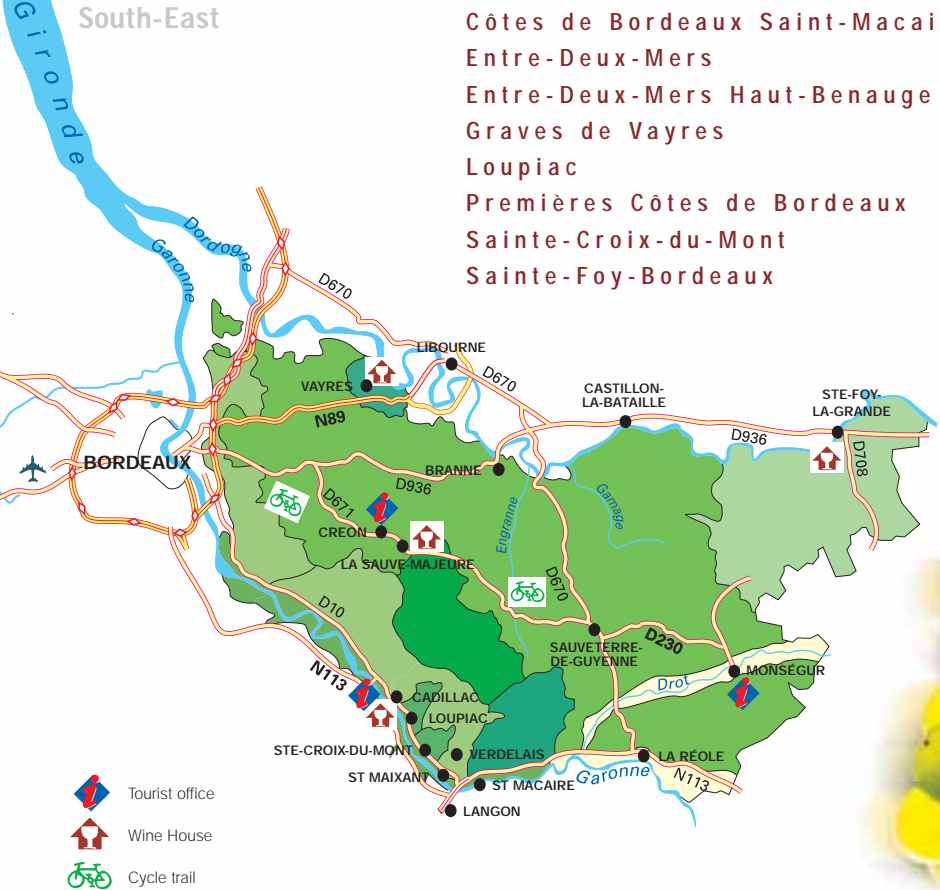 South-East
Côtes de Bordeaux Saint-Macai
Entre-Deux-Mers
Entre-Deux-Mers Haut-Benauge
Graves de Vayres
Loupiac
Premières Côtes de Bordeaux
Sainte-Croix-du-Mont
Sainte-Foy-Bordeaux
Gironde
Dordogne
Garonne
D670
LIBOURNE
VAYRES
D670
CASTILLON-
LA-BATAILLE
STE-FOY-
LA-GRANDE
N89
D936
D708
BORDEAUX
BRANNE
D936
D671
Engranne
Gamage
CREON
LA SAUVE-MAJEURE
D670
D10
SAUVETERRE-
DE-GUYENNE
D230
N113
MONSÉGUR
Drot
CADILLAC
LOUPIAC
STE-CROIX-DU-MONT
VERDELAIS
LA RÉOLE
ST MAIXANT
ST MACAIRE
Garonne
N113
LANGON
Tourist office
Wine House
Cycle trail